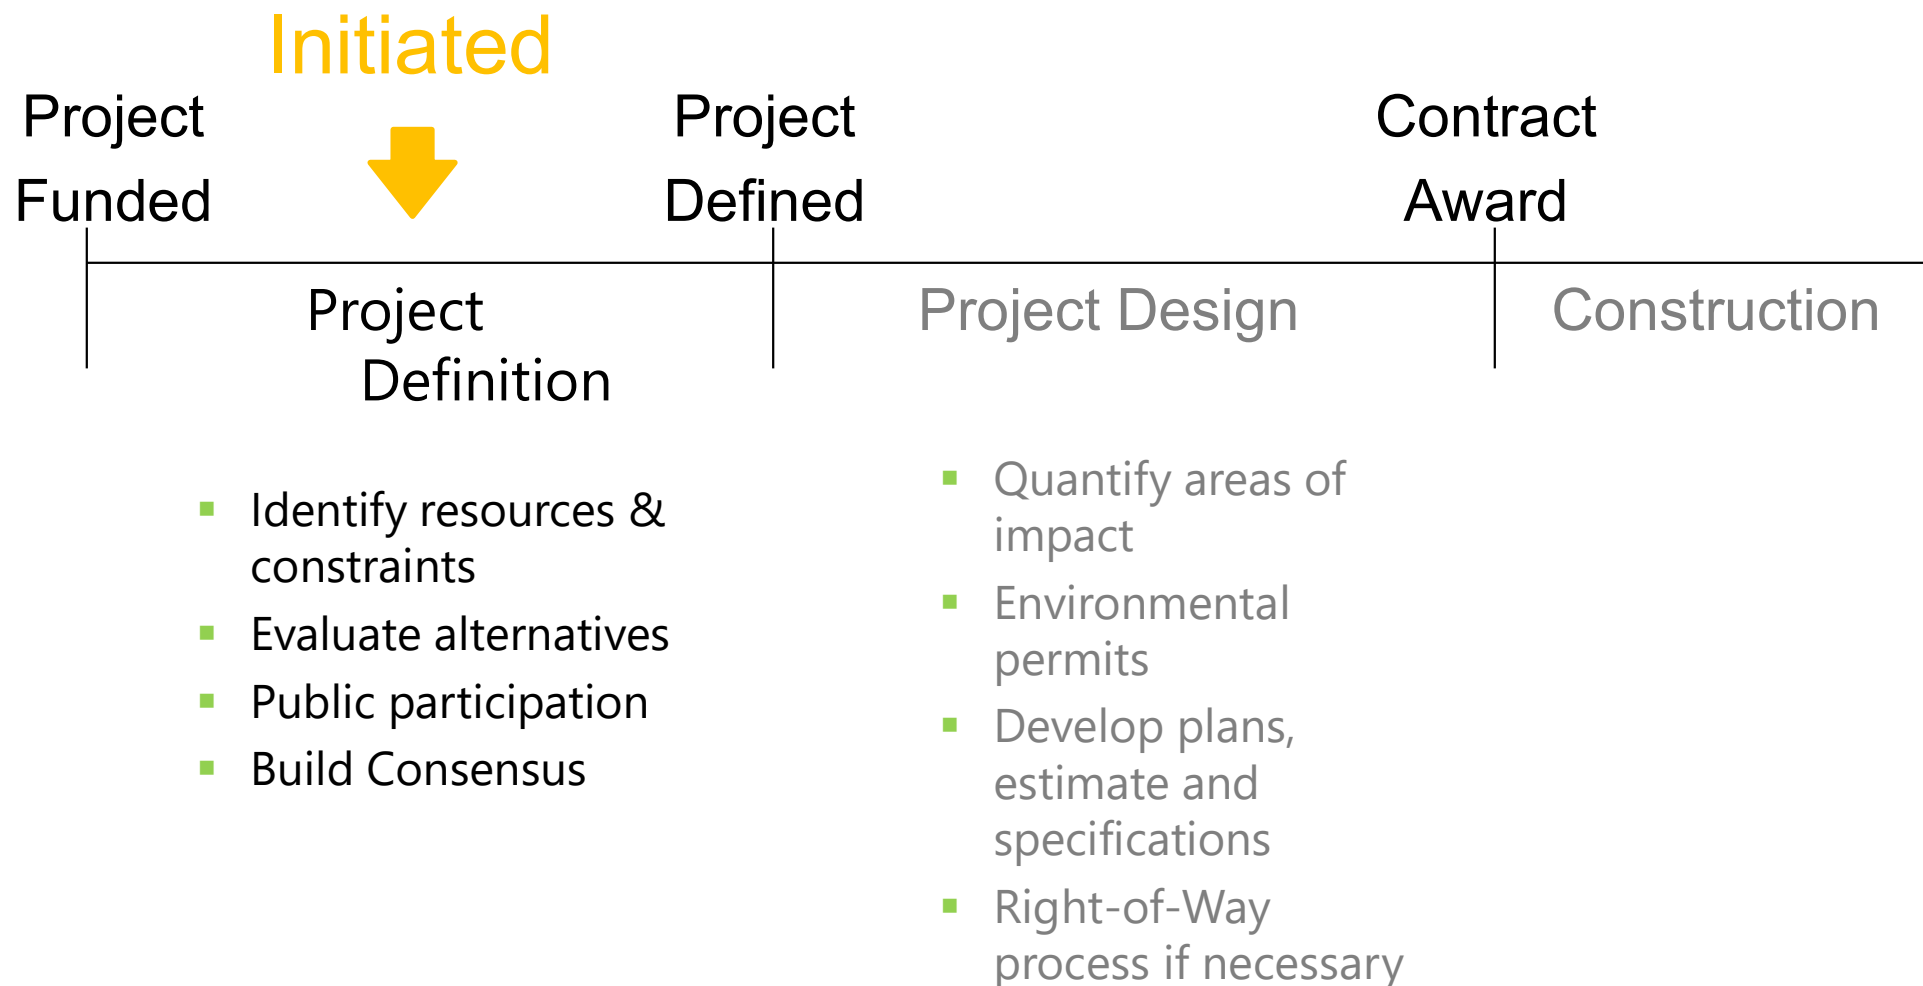 Initiated
Project
Funded
Project
Defined
Contract
Award
Project
Definition
Project Design
Construction
Identify resources &
constraints
Evaluate alternatives
Public participation
Build Consensus
Quantify areas of
impact
Environmental
permits
Develop plans,
estimate and
specifications
Right-of-Way
process if necessary